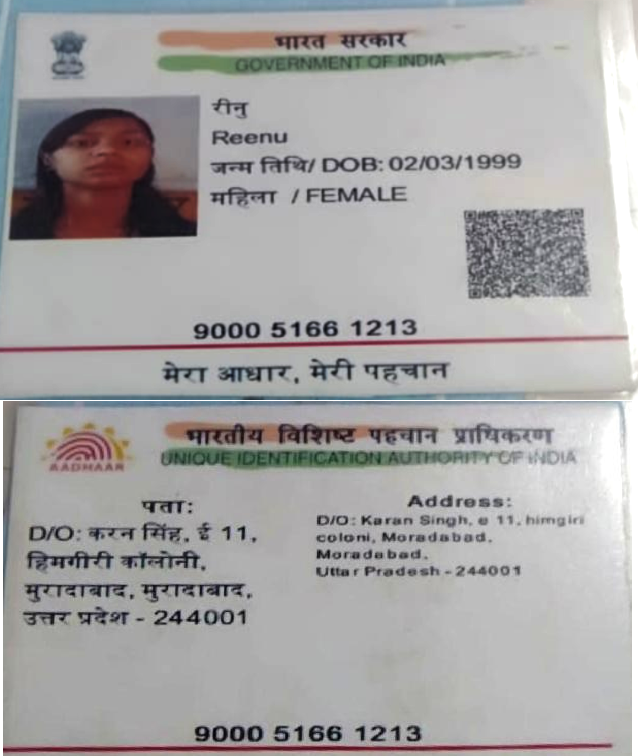 भारत सरकार
GOVERNMENT OF INDIA
रीनु
Reenu
जन्म तिथि/ DOB: 02/03/1999
महिला / FEMALE
9000 5166 1213
मेरा आधार, मेरी पहचान
भारतीय विशिष्ट पहचान प्राधिकरण
UNIQUE IDENTIFICATION AUTHORITY OF INDIA
AADHAAR
पता:
D/O: करन सिंह, ई 11,
हिमगीरी कॉलोनी,
मुरादाबाद, मुरादाबाद,
उत्तर प्रदेश - 244001
Address:
D/O: Karan Singh, e 11, himgiri
coloni, Moradabad,
Moradabad,
Uttar Pradesh - 244001
9000 5166 1213